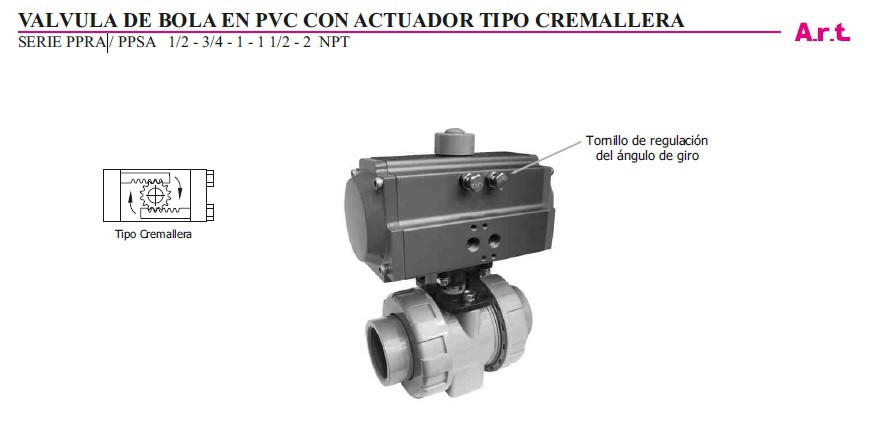 VALVULA DE BOLA EN PVC CON ACTUADOR TIPO CREMALLERA
SERIE PPRA / PPSA 1/2 - 3/4 - 1 - 1 1/2 - 2 NPT
A.r.t.
Tornillo de regulación
del ángulo de giro
Tipo Cremallera